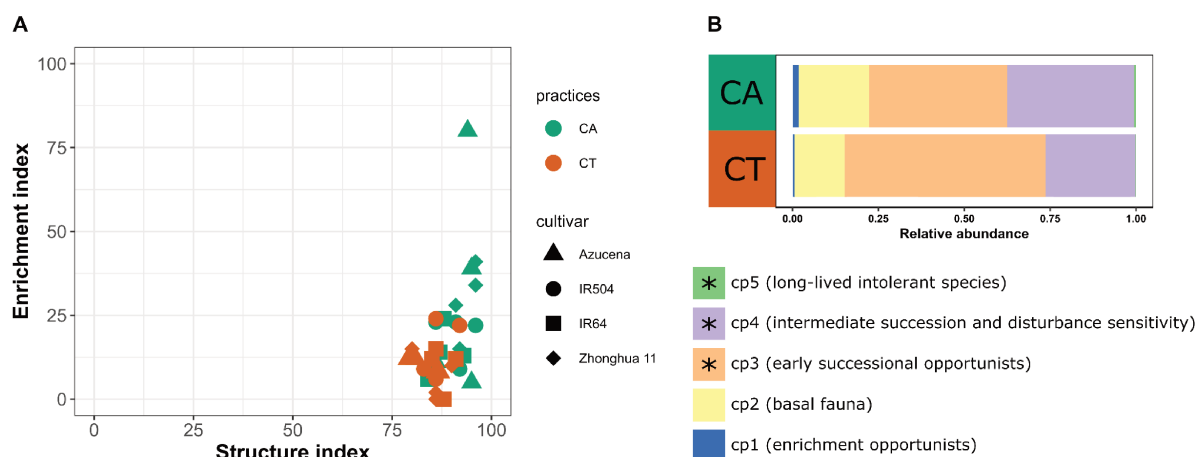 A
Enrichment index
100
75
50
25
0
0
25
50
75
100
Structure index
practices
CA
CT
cultivar
Azucena
IR504
IR64
Zhonghua 11
B
CA
CT
0.00
0.25
0.50
0.75
1.00
Relative abundance
* cp5 (long-lived intolerant species)
* cp4 (intermediate succession and disturbance sensitivity)
* cp3 (early successional opportunists)
cp2 (basal fauna)
cp1 (enrichment opportunists)